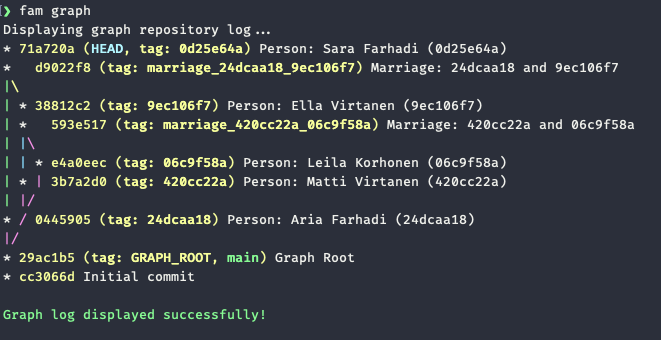 ❯ fam graph
Displaying graph repository log...
* 71a720a (HEAD, tag: 0d25e64a) Person: Sara Farhadi (0d25e64a)
*   d9022f8 (tag: marriage_24dcaa18_9ec106f7) Marriage: 24dcaa18 and 9ec106f7
|\
| * 38812c2 (tag: 9ec106f7) Person: Ella Virtanen (9ec106f7)
| *   593e517 (tag: marriage_420cc22a_06c9f58a) Marriage: 420cc22a and 06c9f58a
| |\
| | * e4a0eec (tag: 06c9f58a) Person: Leila Korhonen (06c9f58a)
| * | 3b7a2d0 (tag: 420cc22a) Person: Matti Virtanen (420cc22a)
| |/
* / 0445905 (tag: 24dcaa18) Person: Aria Farhadi (24dcaa18)
|/
* 29ac1b5 (tag: GRAPH_ROOT, main) Graph Root
* cc3066d Initial commit
Graph log displayed successfully!